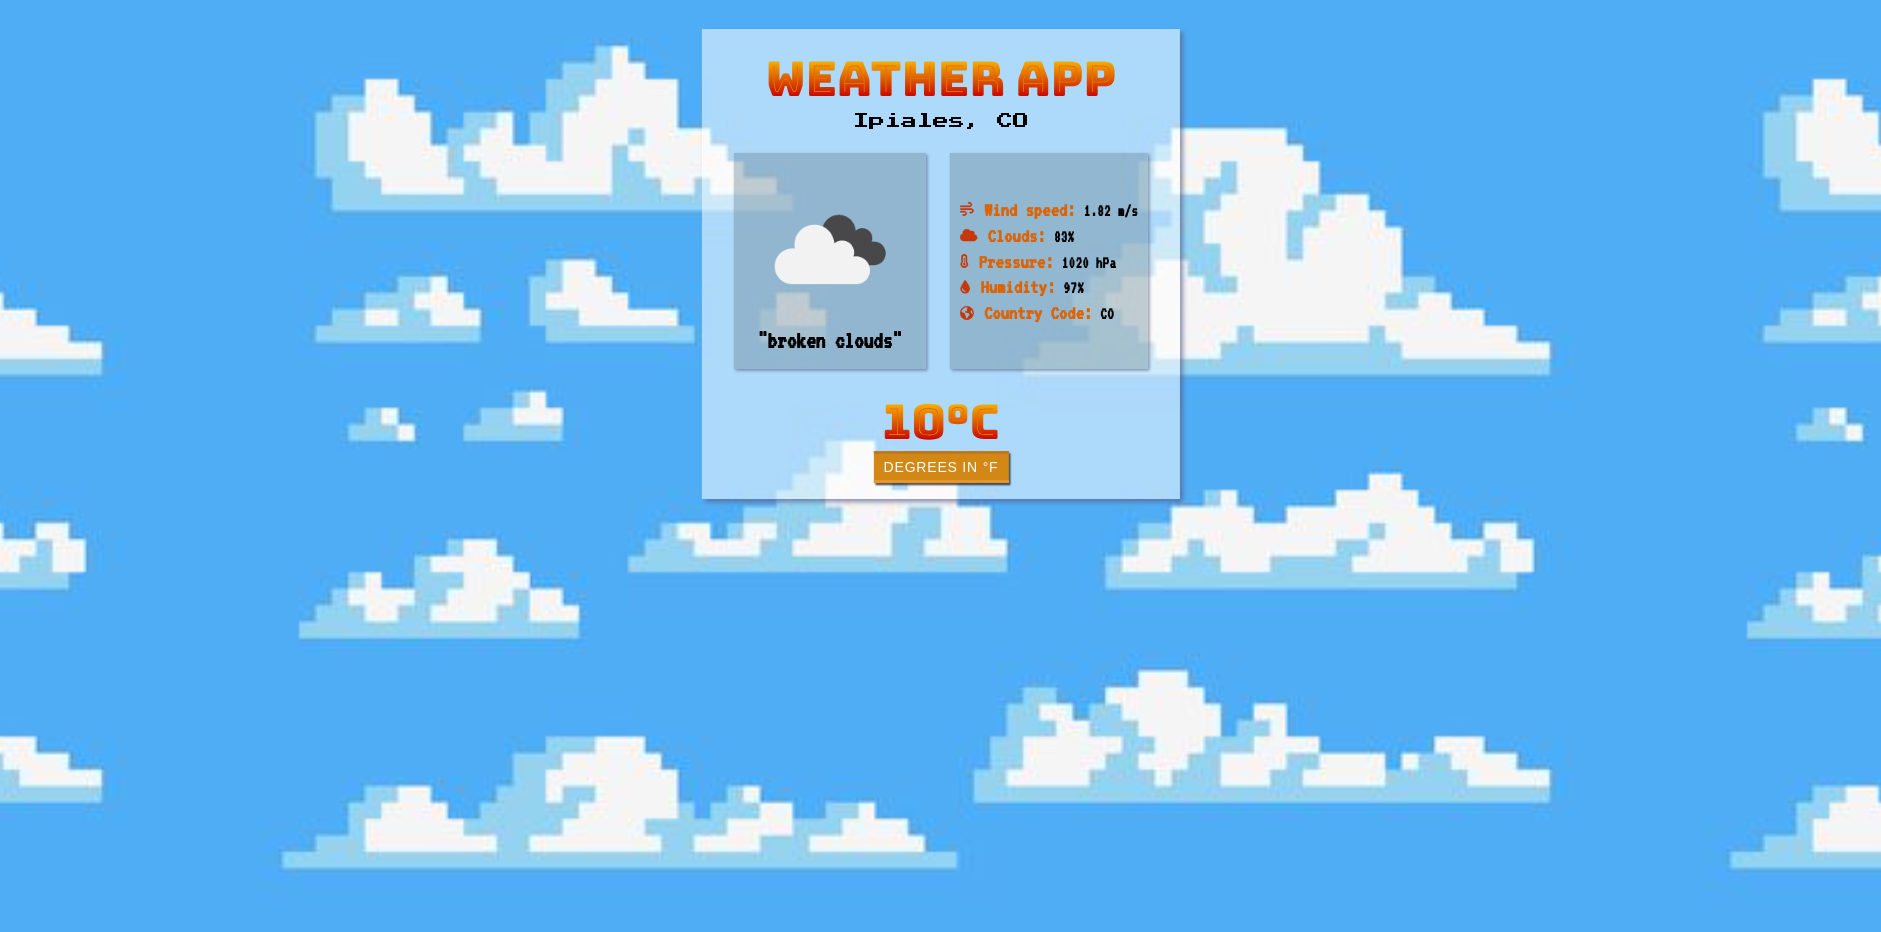 WEATHER APP
Ipiales, CO
"broken clouds"
Wind speed: 1.82 m/s
Clouds: 83%
Pressure: 1020 hPa
Humidity: 97%
Country Code: CO
10°C
DEGREES IN °F